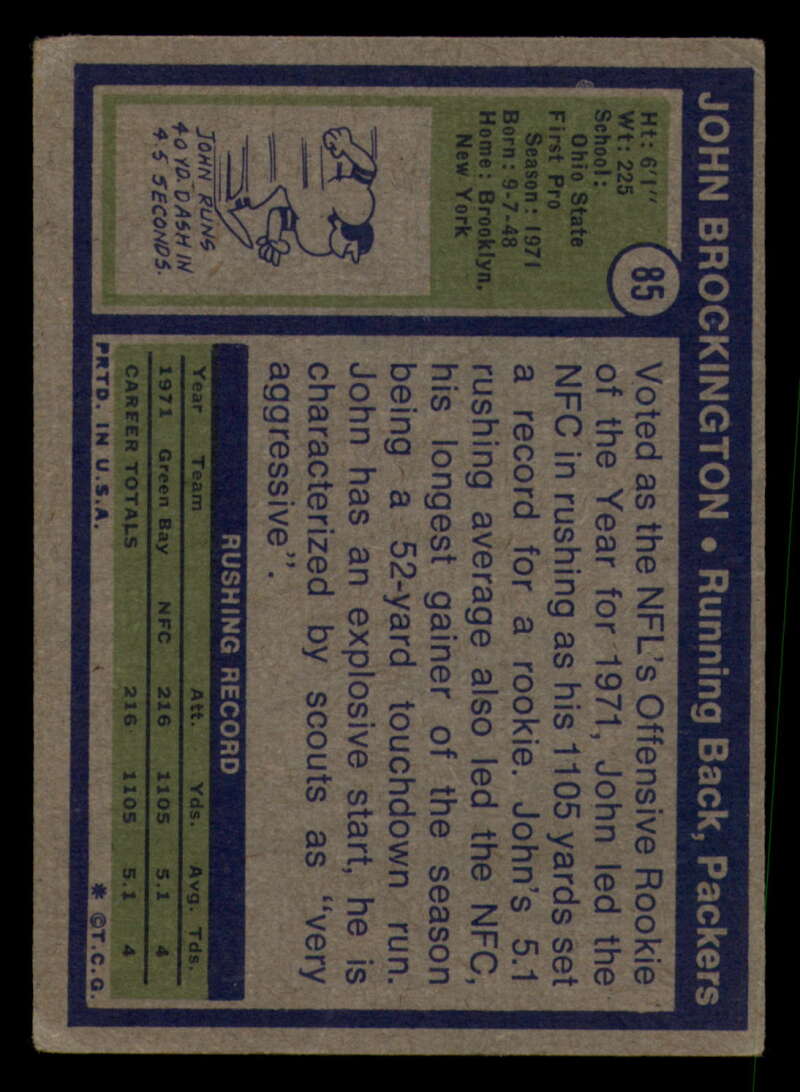 JOHN BROCKINGTON • Running Back, Packers
85
Ht: 6'1"
Wt: 225
School:
Ohio State
First Pro
Season: 1971
Born: 9-7-48
Home: Brooklyn,
New York
JOHN RUNS
40 YD. DASH IN
4.5 SECONDS.
Voted as the NFL's Offensive Rookie
of the Year for 1971, John led the
NFC in rushing as his 1105 yards set
a record for a rookie. John's 5.1
rushing average also led the NFC,
his longest gainer of the season
being a 52-yard touchdown run.
John has an explosive start, he is
characterized by scouts as "very
aggressive".
RUSHING RECORD
Year Team Att. Yds. Avg. Tds.
1971 Green Bay NFC 216 1105 5.1 4
CAREER TOTALS 216 1105 5.1 4
PRTD. IN U.S.A. * ©T.C.G.